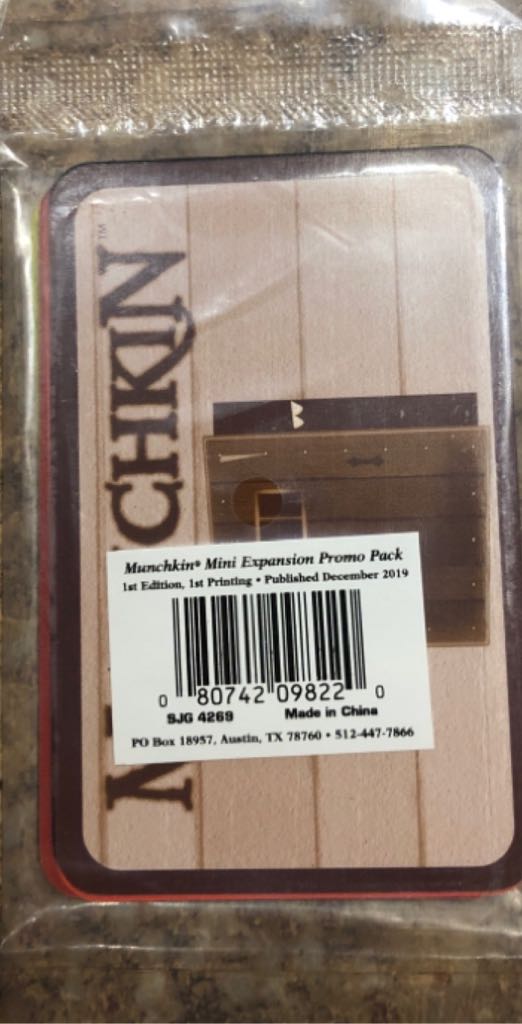 CHKIN™
Munchkin® Mini Expansion Promo Pack
1st Edition, 1st Printing • Published December 2019
0 80742 09822 0
SJG 4269 Made in China
PO Box 18957, Austin, TX 78760 • 512-447-7866